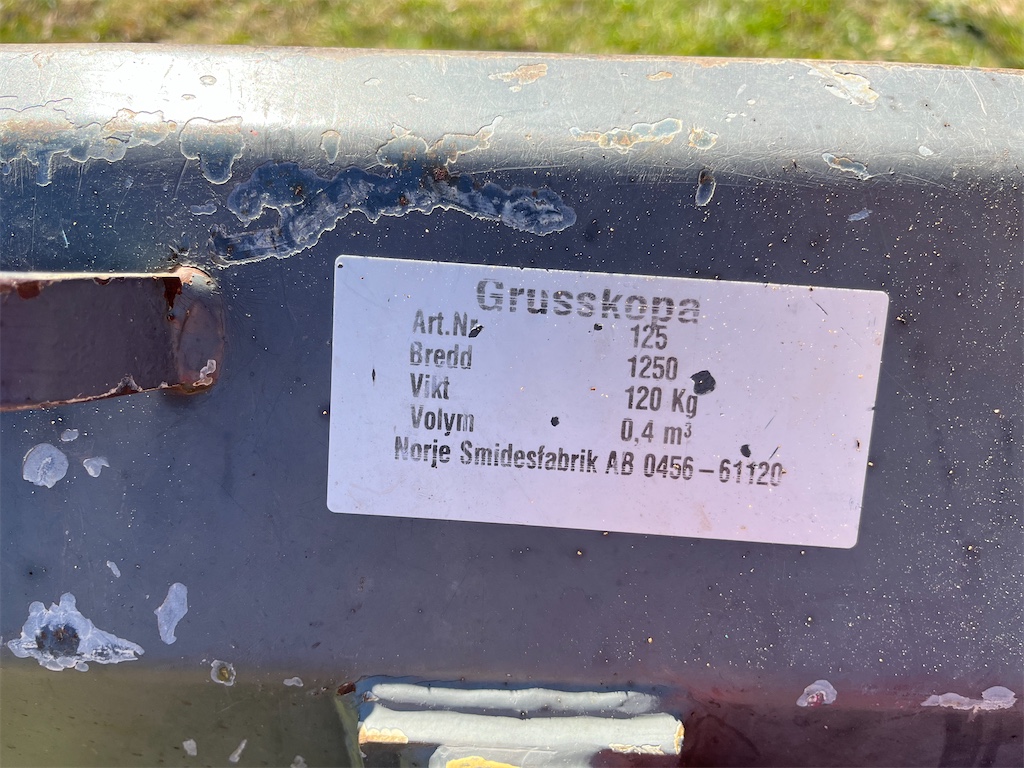 Grusskopa
Art.Nr 125
Bredd 1250
Vikt 120 Kg
Volym 0,4 m³
Norje Smidesfabrik AB 0456-61120